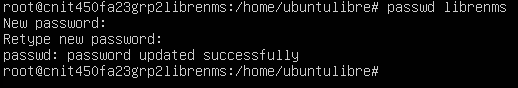 root@cnit450fa23grp2librenms:/home/ubuntulibre# passwd librenms
New password:
Retype new password:
passwd: password updated successfully
root@cnit450fa23grp2librenms:/home/ubuntulibre#